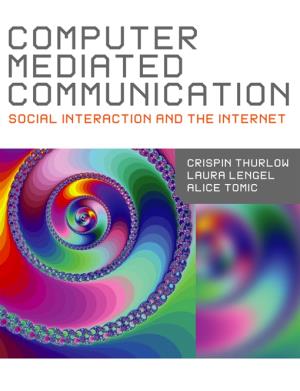 COMPUTER
MEDIATED
COMMUNICATION
SOCIAL INTERACTION AND THE INTERNET
CRISPIN THURLOW
LAURA LENGEL
ALICE TOMIC